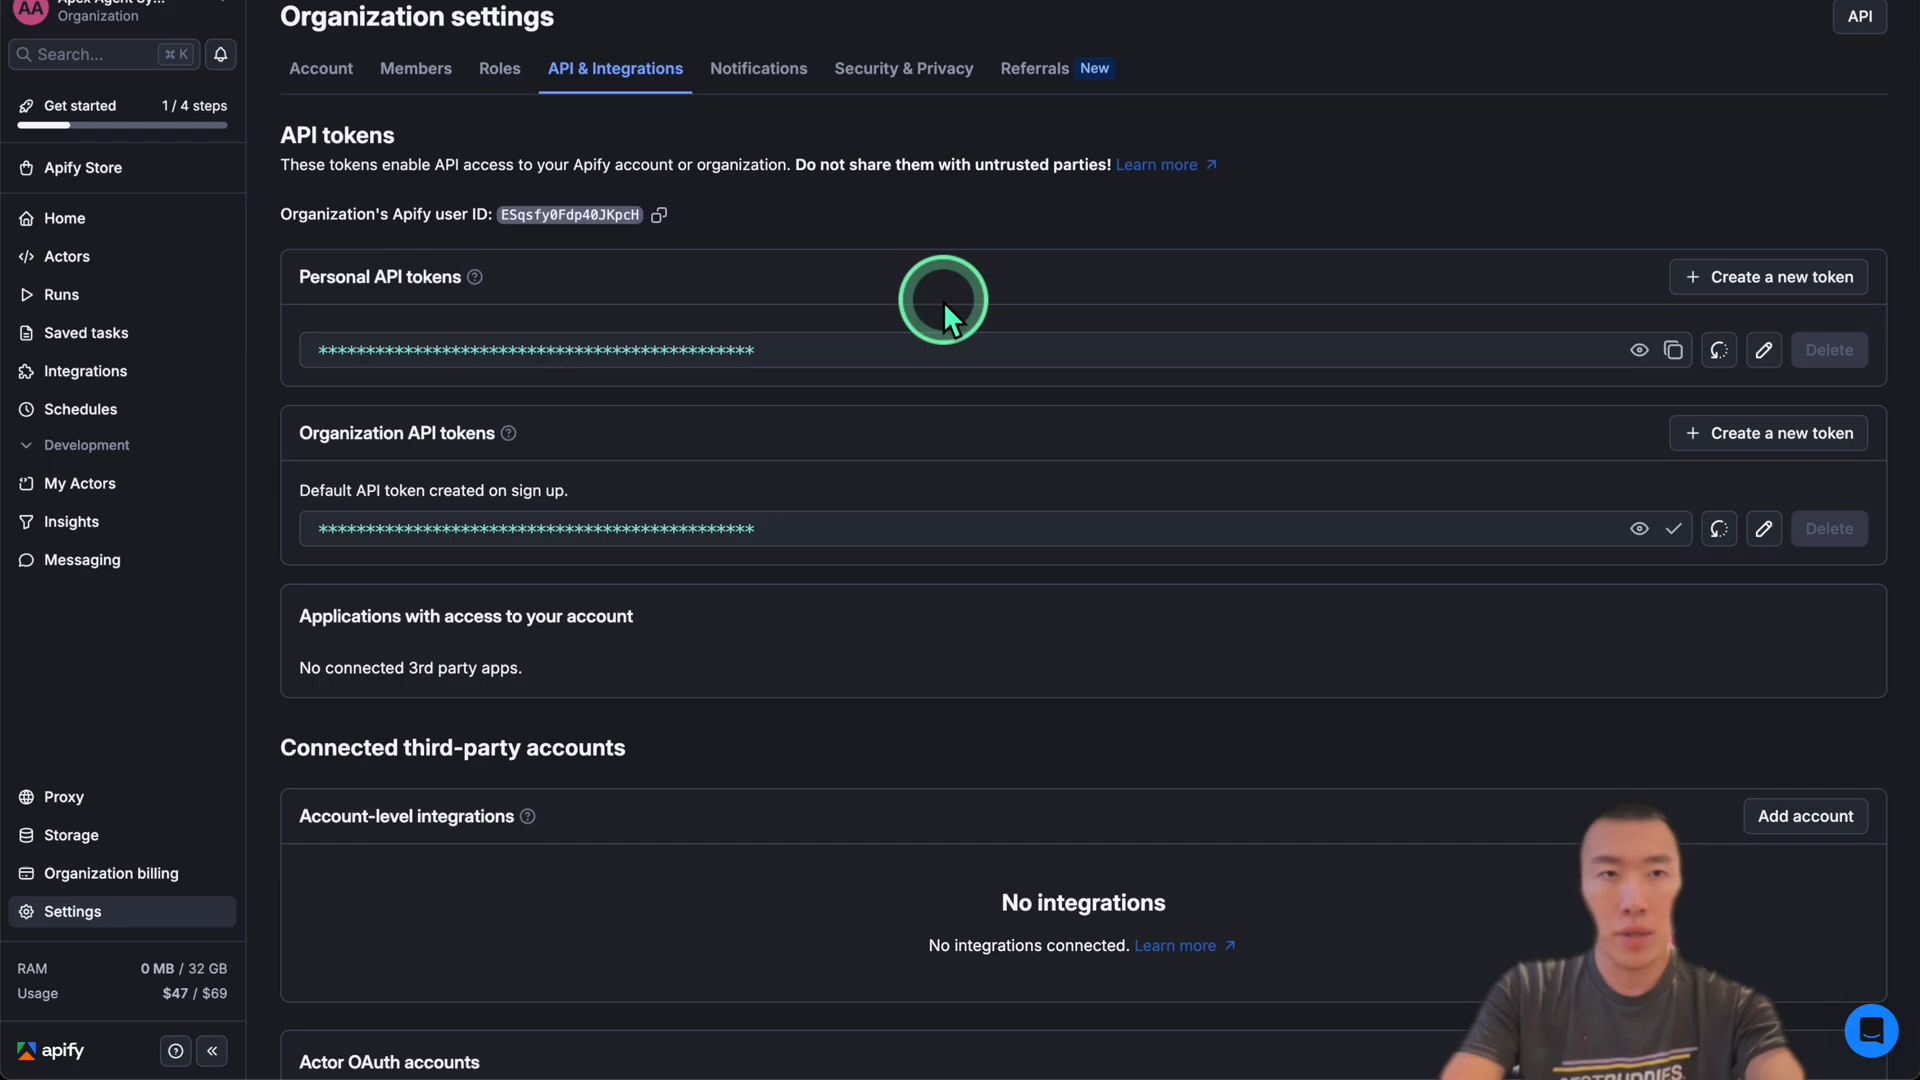 AA
Apex Agent Sy...
Organization
Search...
⌘ K
Get started
1 / 4 steps
Apify Store
Home
Actors
Runs
Saved tasks
Integrations
Schedules
Development
My Actors
Insights
Messaging
Proxy
Storage
Organization billing
Settings
RAM
0 MB / 32 GB
Usage
$47 / $69
apify
Organization settings
API
Account
Members
Roles
API & Integrations
Notifications
Security & Privacy
Referrals New
API tokens
These tokens enable API access to your Apify account or organization. Do not share them with untrusted parties! Learn more
Organization's Apify user ID: ESqsfy0Fdp40JKpcH
Personal API tokens
Create a new token
**********************************************
Delete
Organization API tokens
Create a new token
Default API token created on sign up.
**********************************************
Delete
Applications with access to your account
No connected 3rd party apps.
Connected third-party accounts
Account-level integrations
Add account
No integrations
No integrations connected. Learn more
Actor OAuth accounts